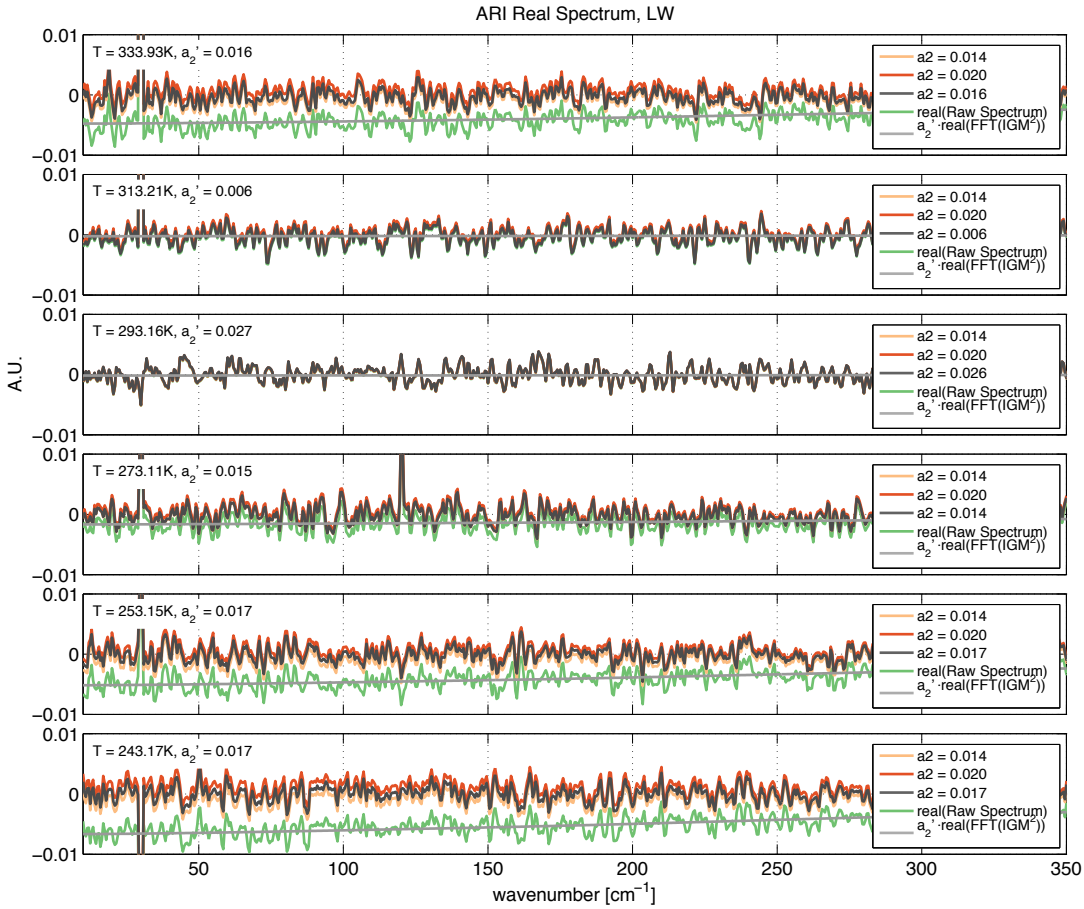 ARI Real Spectrum, LW
0.01
T = 333.93K, a2' = 0.016
0
−0.01
a2 = 0.014
a2 = 0.020
a2 = 0.016
real(Raw Spectrum)
a2' ·real(FFT(IGM2))
0.01
T = 313.21K, a2' = 0.006
0
−0.01
a2 = 0.014
a2 = 0.020
a2 = 0.006
real(Raw Spectrum)
a2' ·real(FFT(IGM2))
0.01
T = 293.16K, a2' = 0.027
0
−0.01
a2 = 0.014
a2 = 0.020
a2 = 0.026
real(Raw Spectrum)
a2' ·real(FFT(IGM2))
A.U.
0.01
T = 273.11K, a2' = 0.015
0
−0.01
a2 = 0.014
a2 = 0.020
a2 = 0.014
real(Raw Spectrum)
a2' ·real(FFT(IGM2))
0.01
T = 253.15K, a2' = 0.017
0
−0.01
a2 = 0.014
a2 = 0.020
a2 = 0.017
real(Raw Spectrum)
a2' ·real(FFT(IGM2))
0.01
T = 243.17K, a2' = 0.017
0
−0.01
a2 = 0.014
a2 = 0.020
a2 = 0.017
real(Raw Spectrum)
a2' ·real(FFT(IGM2))
50 100 150 200 250 300 350
wavenumber [cm−1]